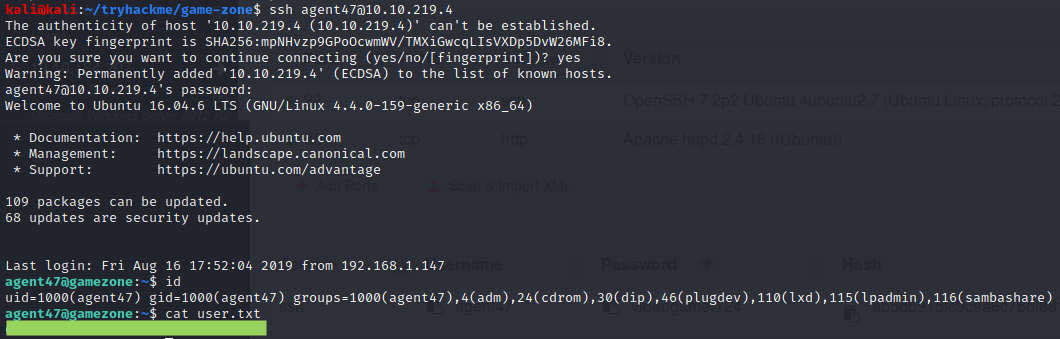 kali@kali:~/tryhackme/game-zone$ ssh agent47@10.10.219.4
The authenticity of host '10.10.219.4 (10.10.219.4)' can't be established.
ECDSA key fingerprint is SHA256:mpNHvzp9GPoOcwmWV/TMXiGwcqLIsVXDp5DvW26MFi8.
Are you sure you want to continue connecting (yes/no/[fingerprint])? yes
Version
Warning: Permanently added '10.10.219.4' (ECDSA) to the list of known hosts.
agent47@10.10.219.4's password:
Welcome to Ubuntu 16.04.6 LTS (GNU/Linux 4.4.0-159-generic x86_64)
OpenSSH 7.2p2 Ubuntu 4ubuntu2.7 (Ubuntu Linux; protocol 2
* Documentation:  https://help.ubuntu.com
tcp http Apache httpd 2.4.18 ((Ubuntu))
* Management:     https://landscape.canonical.com
* Support:        https://ubuntu.com/advantage
+ Add Ports Scan & Import XML
109 packages can be updated.
68 updates are security updates.
Last login: Fri Aug 16 17:52:04 2019 from 192.168.1.147
Password Hash
agent47@gamezone:~$ id
uid=1000(agent47) gid=1000(agent47) groups=1000(agent47),4(adm),24(cdrom),30(dip),46(plugdev),110(lxd),115(lpadmin),116(sambashare)
agent47@gamezone:~$ cat user.txt
ssh agent47 videogamer124